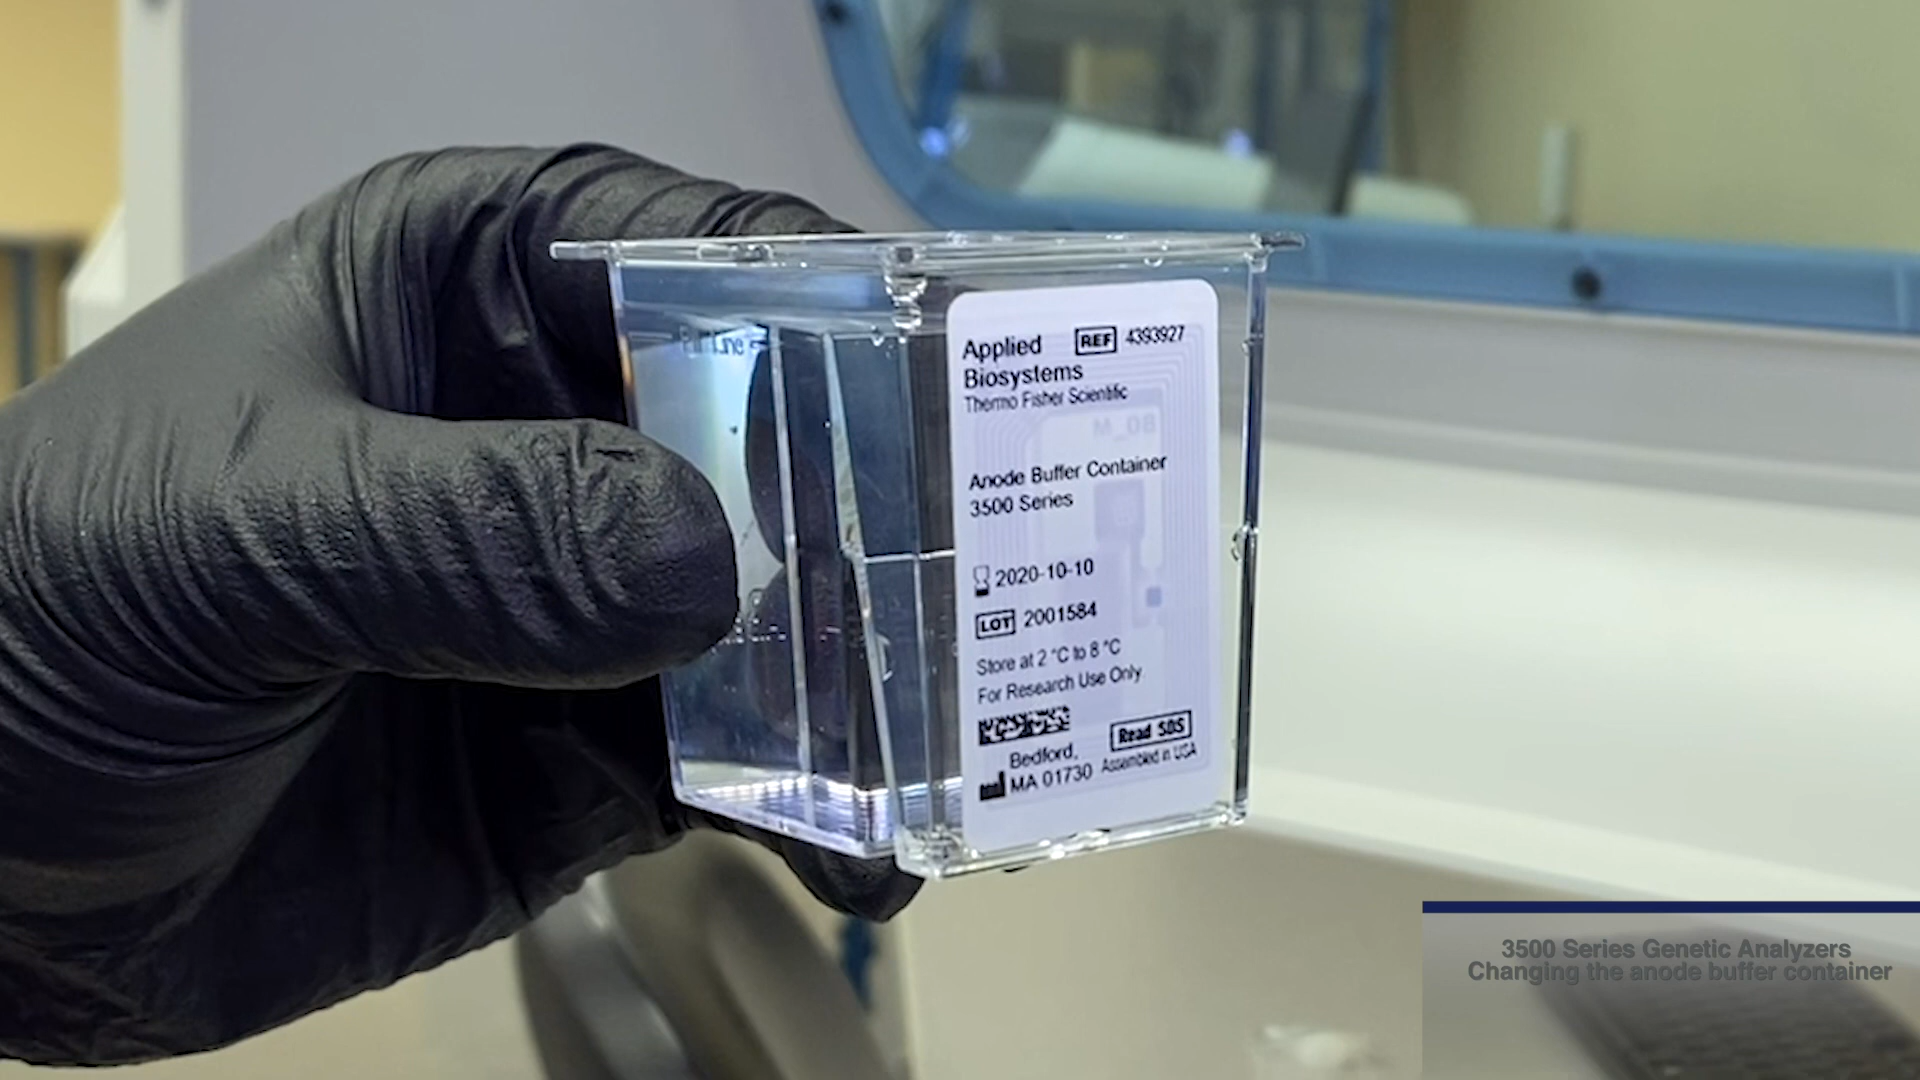 Applied REF 4393927
Biosystems
Thermo Fisher Scientific
Anode Buffer Container
3500 Series
2020-10-10
LOT 2001584
Store at 2 °C to 8 °C
For Research Use Only
Read SDS
Bedford,
MA 01730
Assembled in USA
Fill Line
3500 Series Genetic Analyzers
Changing the anode buffer container